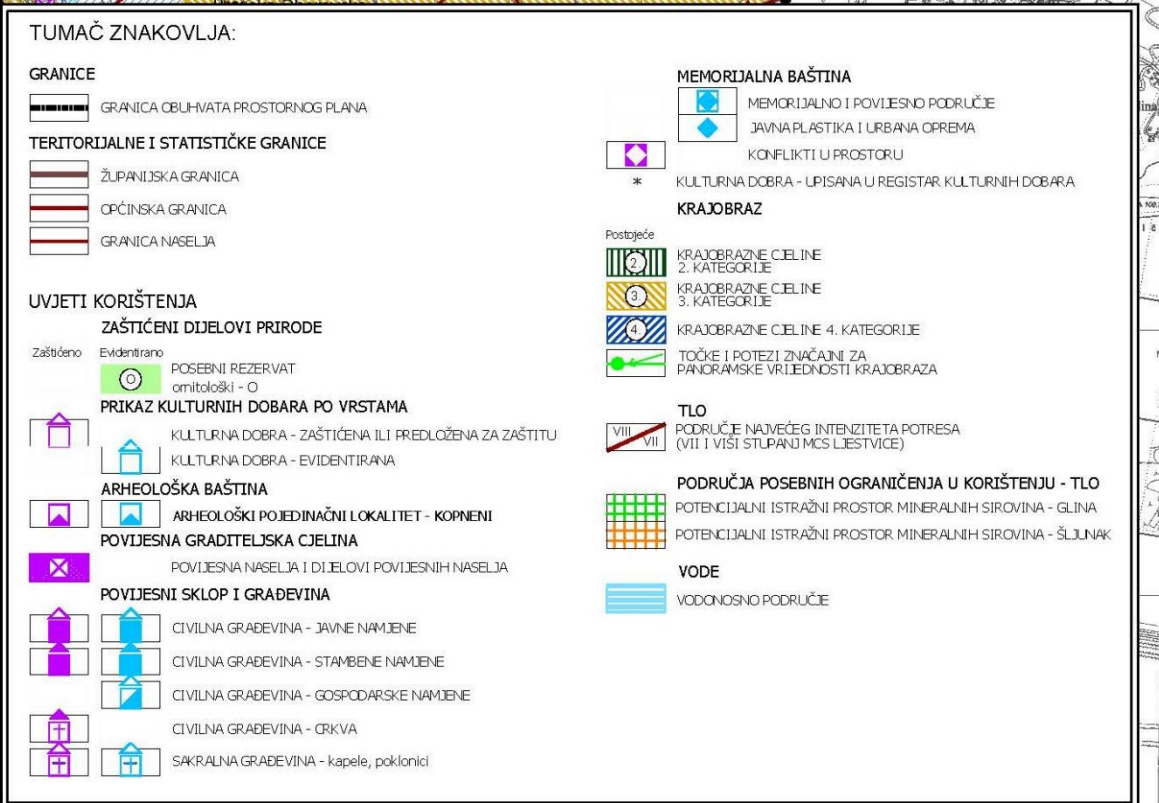 TUMAČ ZNAKOVLJA:
GRANICE
GRANICA OBUHVATA PROSTORNOG PLANA
TERITORIJALNE I STATISTIČKE GRANICE
ŽUPANIJSKA GRANICA
OPĆINSKA GRANICA
GRANICA NASELJA
UVJETI KORIŠTENJA
ZAŠTIĆENI DIJELOVI PRIRODE
Zaštićeno Evidentirano
O
POSEBNI REZERVAT
ornitološki - O
PRIKAZ KULTURNIH DOBARA PO VRSTAMA
KULTURNA DOBRA - ZAŠTIĆENA ILI PREDLOŽENA ZA ZAŠTITU
KULTURNA DOBRA - EVIDENTIRANA
ARHEOLOŠKA BAŠTINA
ARHEOLOŠKI POJEDINAČNI LOKALITET - KOPNENI
POVIJESNA GRADITELJSKA CJELINA
POVIJESNA NASELJA I DIJELOVI POVIJESNIH NASELJA
POVIJESNI SKLOP I GRAĐEVINA
CIVILNA GRAĐEVINA - JAVNE NAMJENE
CIVILNA GRAĐEVINA - STAMBENE NAMJENE
CIVILNA GRAĐEVINA - GOSPODARSKE NAMJENE
CIVILNA GRAĐEVINA - CRKVA
SAKRALNA GRAĐEVINA - kapele, poklonici
MEMORIJALNA BAŠTINA
MEMORIJALNO I POVIJESNO PODRUČJE
JAVNA PLASTIKA I URBANA OPREMA
KONFLIKTI U PROSTORU
* KULTURNA DOBRA - UPISANA U REGISTAR KULTURNIH DOBARA
KRAJOBRAZ
Postojeće
2. KRAJOBRAZNE CJELINE
2. KATEGORIJE
3. KRAJOBRAZNE CJELINE
3. KATEGORIJE
4. KRAJOBRAZNE CJELINE 4. KATEGORIJE
TOČKE I POTEZI ZNAČAJNI ZA
PANORAMSKE VRIJEDNOSTI KRAJOBRAZA
TLO
VIII VII PODRUČJE NAJVEĆEG INTENZITETA POTRESA
(VII I VIŠI STUPANJ MCS LJESTVICE)
PODRUČJA POSEBNIH OGRANIČENJA U KORIŠTENJU - TLO
POTENCIJALNI ISTRAŽNI PROSTOR MINERALNIH SIROVINA - GLINA
POTENCIJALNI ISTRAŽNI PROSTOR MINERALNIH SIROVINA - ŠLJUNAK
VODE
VODONOSNO PODRUČJE